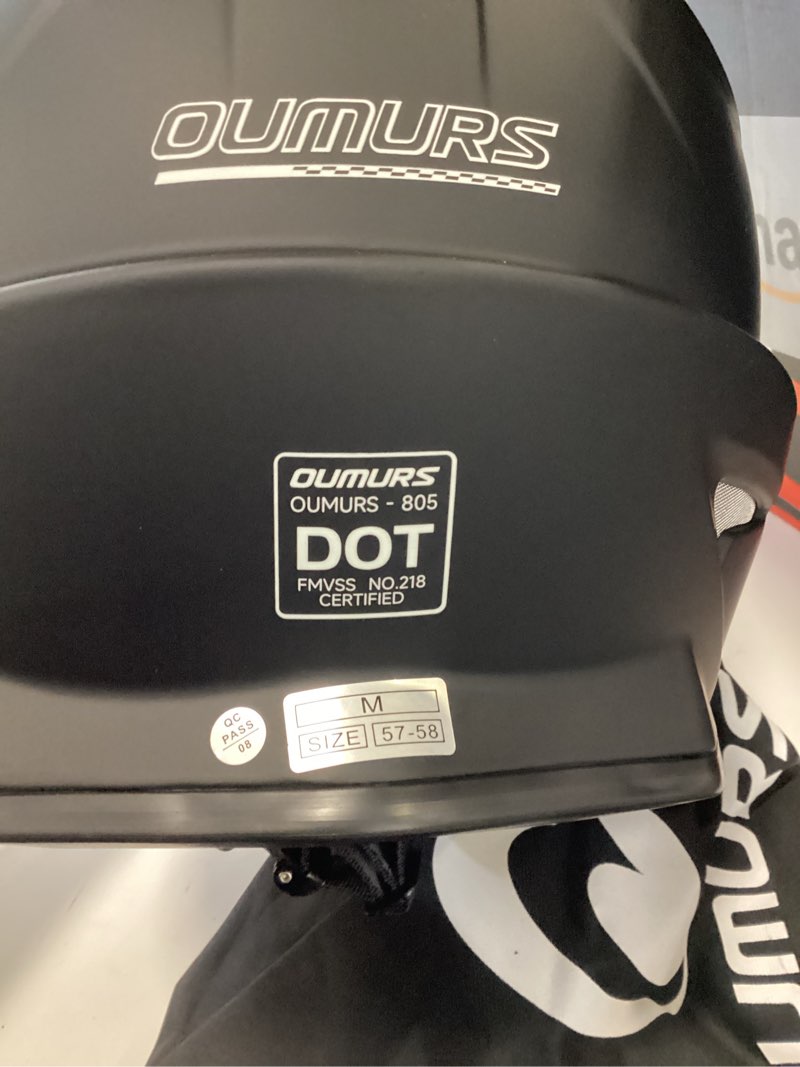 OUMURS
OUMURS
OUMURS - 805
DOT
FMVSS NO.218
CERTIFIED
QC
PASS
08
M
SIZE 57-58